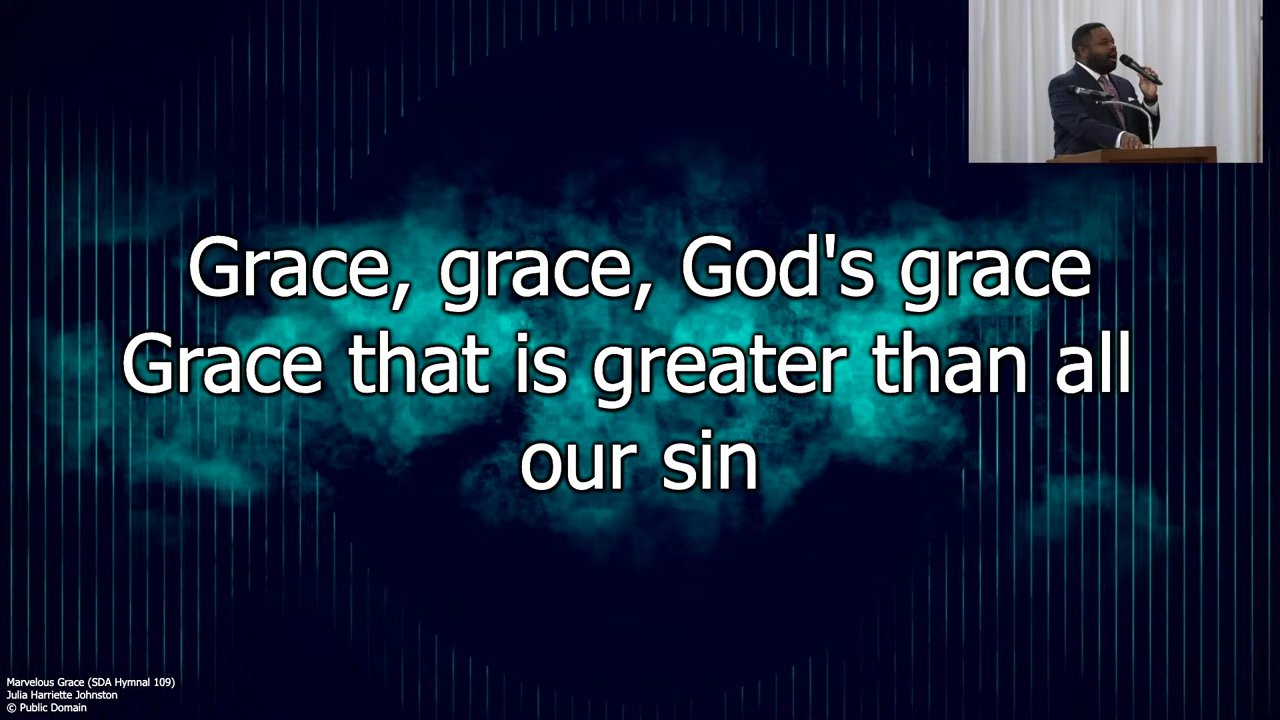 Grace, grace, God's grace
Grace that is greater than all
our sin
Marvelous Grace (SDA Hymnal 109)
Julia Harriette Johnston
© Public Domain